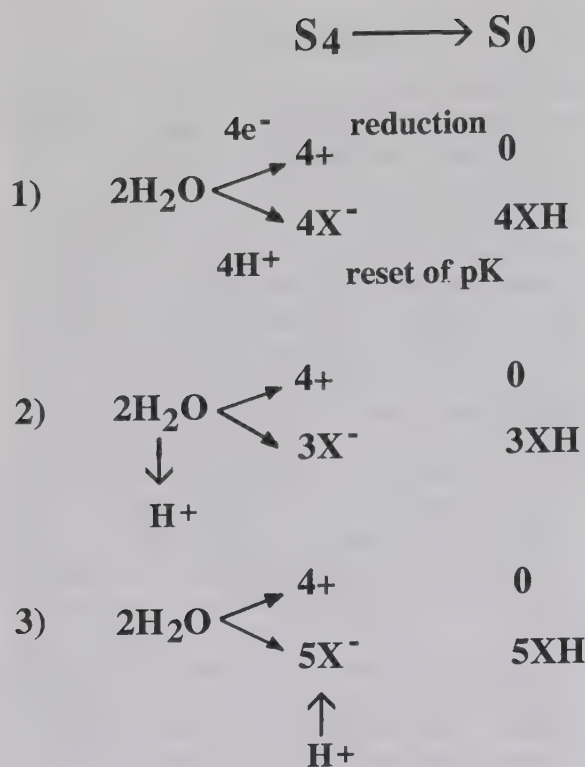 S4 ⟶ S0
4e- 4+ reduction 0
1) 2H2O
4X- 4XH
4H+ reset of pK
4+ 0
2) 2H2O
3X- 3XH
H+
4+ 0
3) 2H2O
5X- 5XH
H+